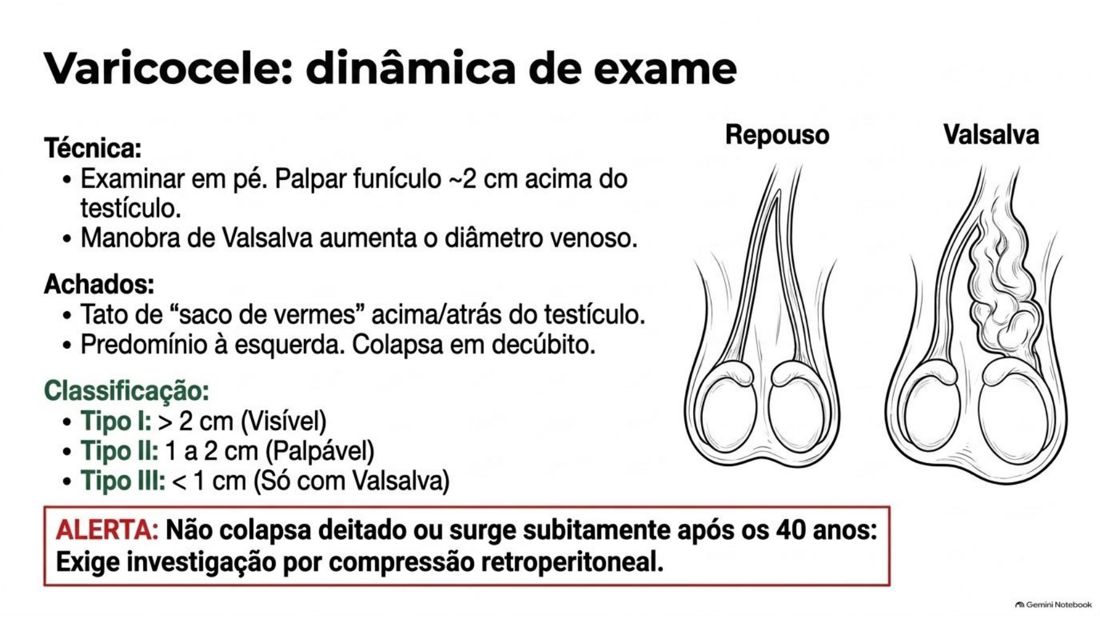 Varicocele: dinâmica de exame
Técnica:
• Examinar em pé. Palpar funículo ~2 cm acima do
testículo.
• Manobra de Valsalva aumenta o diâmetro venoso.
Achados:
• Tato de “saco de vermes” acima/atrás do testículo.
• Predomínio à esquerda. Colapsa em decúbito.
Classificação:
• Tipo I: > 2 cm (Visível)
• Tipo II: 1 a 2 cm (Palpável)
• Tipo III: < 1 cm (Só com Valsalva)
Repouso
Valsalva
ALERTA: Não colapsa deitado ou surge subitamente após os 40 anos:
Exige investigação por compressão retroperitoneal.
Gemini Notebook